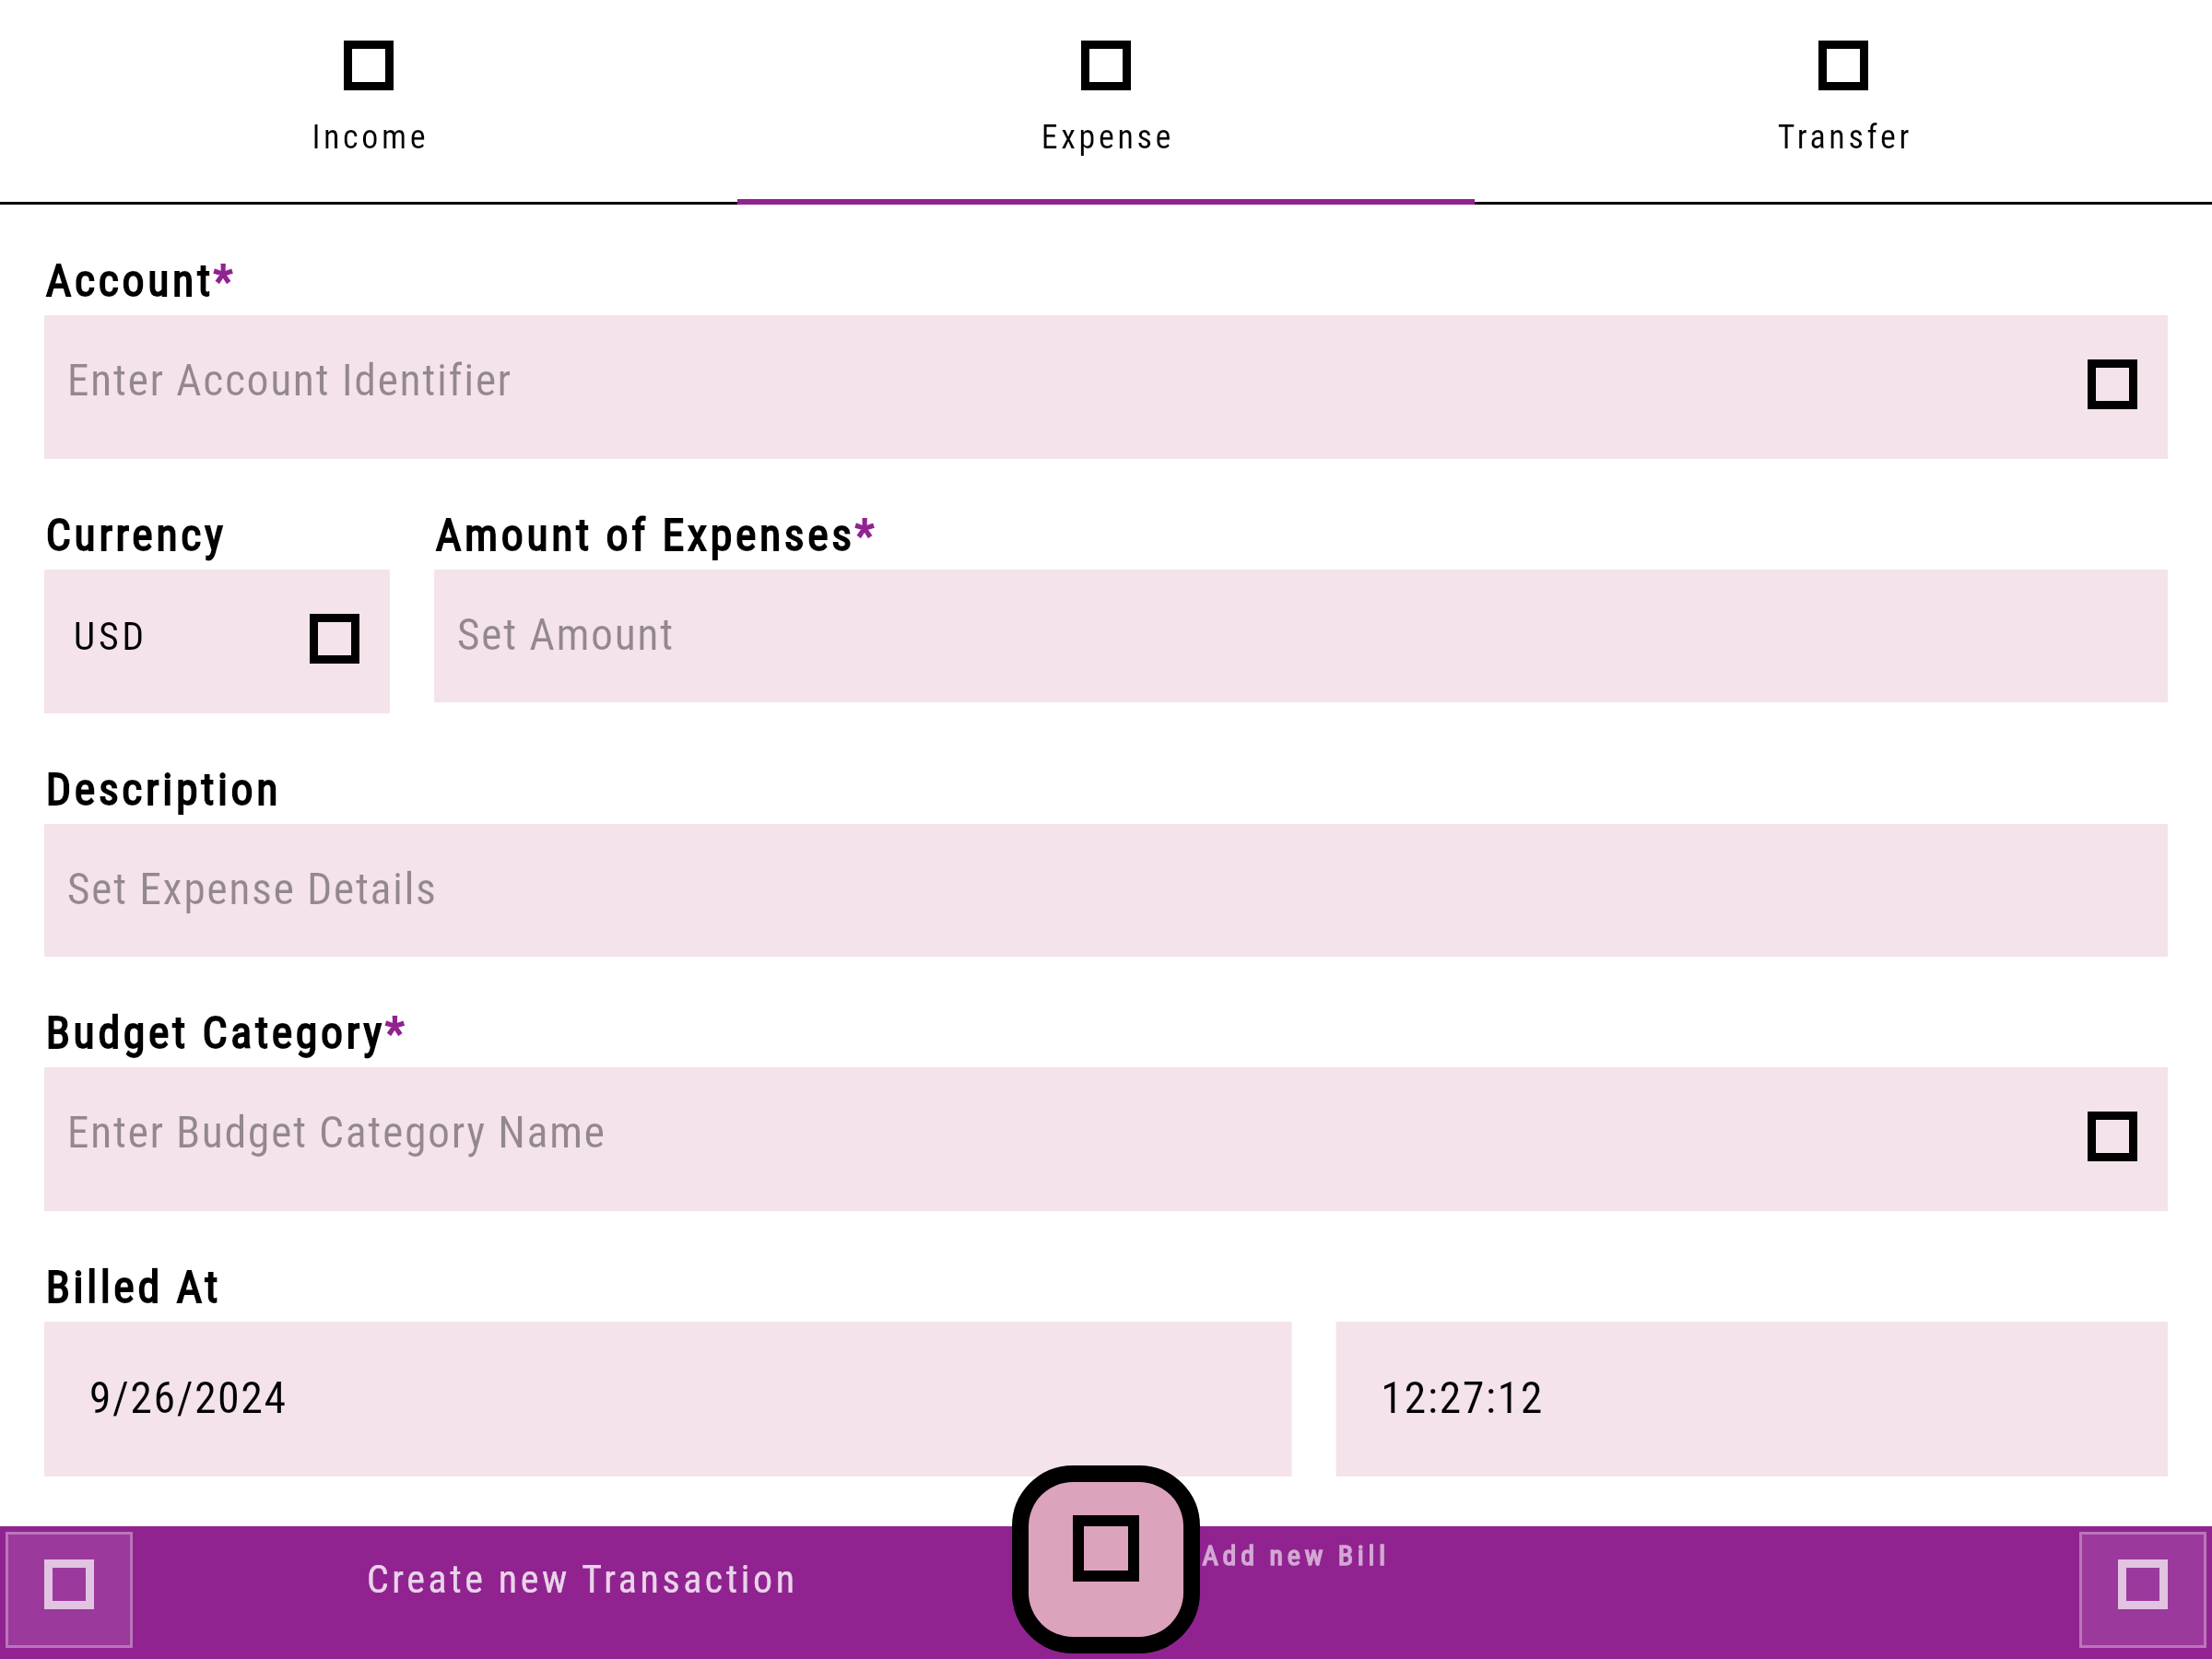 Income
Expense
Transfer
Account*
Enter Account Identifier
Currency
Amount of Expenses*
USD
Set Amount
Description
Set Expense Details
Budget Category*
Enter Budget Category Name
Billed At
9/26/2024
12:27:12
Create new Transaction
Add new Bill